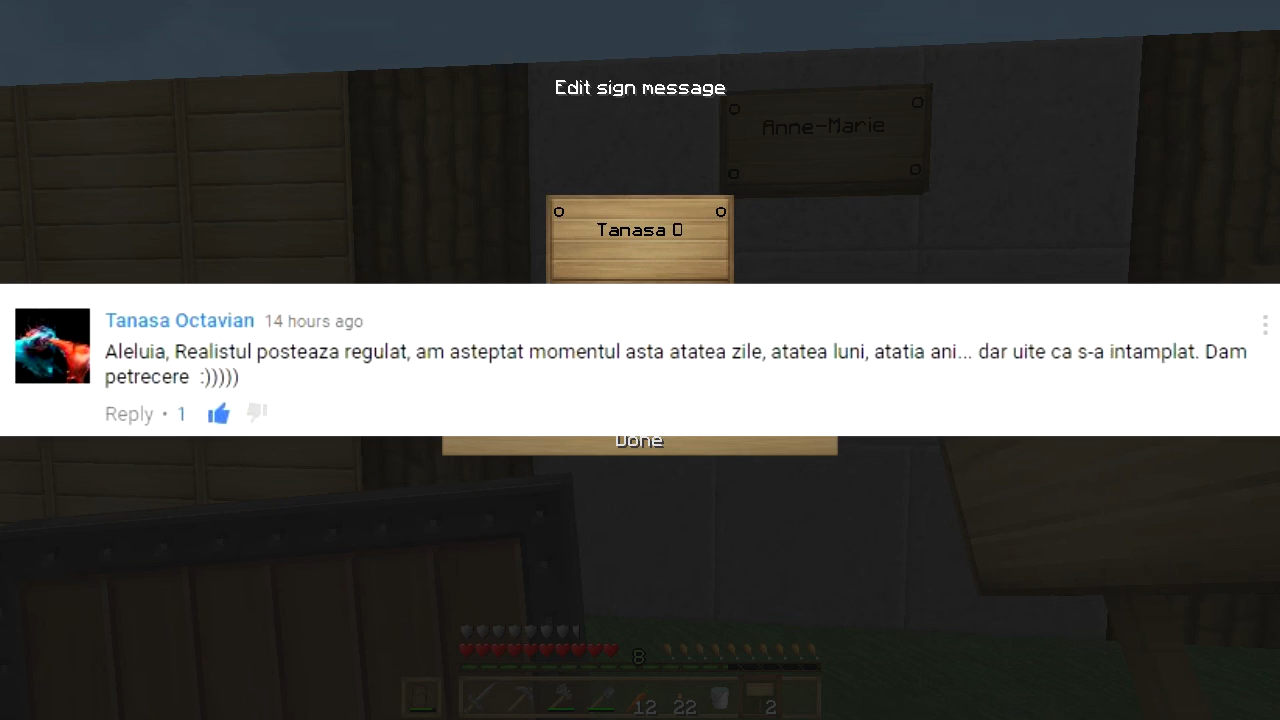 Edit sign message
Anne-Marie
Tanasa O
Tanasa Octavian 14 hours ago
Aleluia, Realistul posteaza regulat, am asteptat momentul asta atatea zile, atatea luni, atatia ani... dar uite ca s-a intamplat. Dam
petrecere :)))))
Reply • 1
Done
8
12 22 2